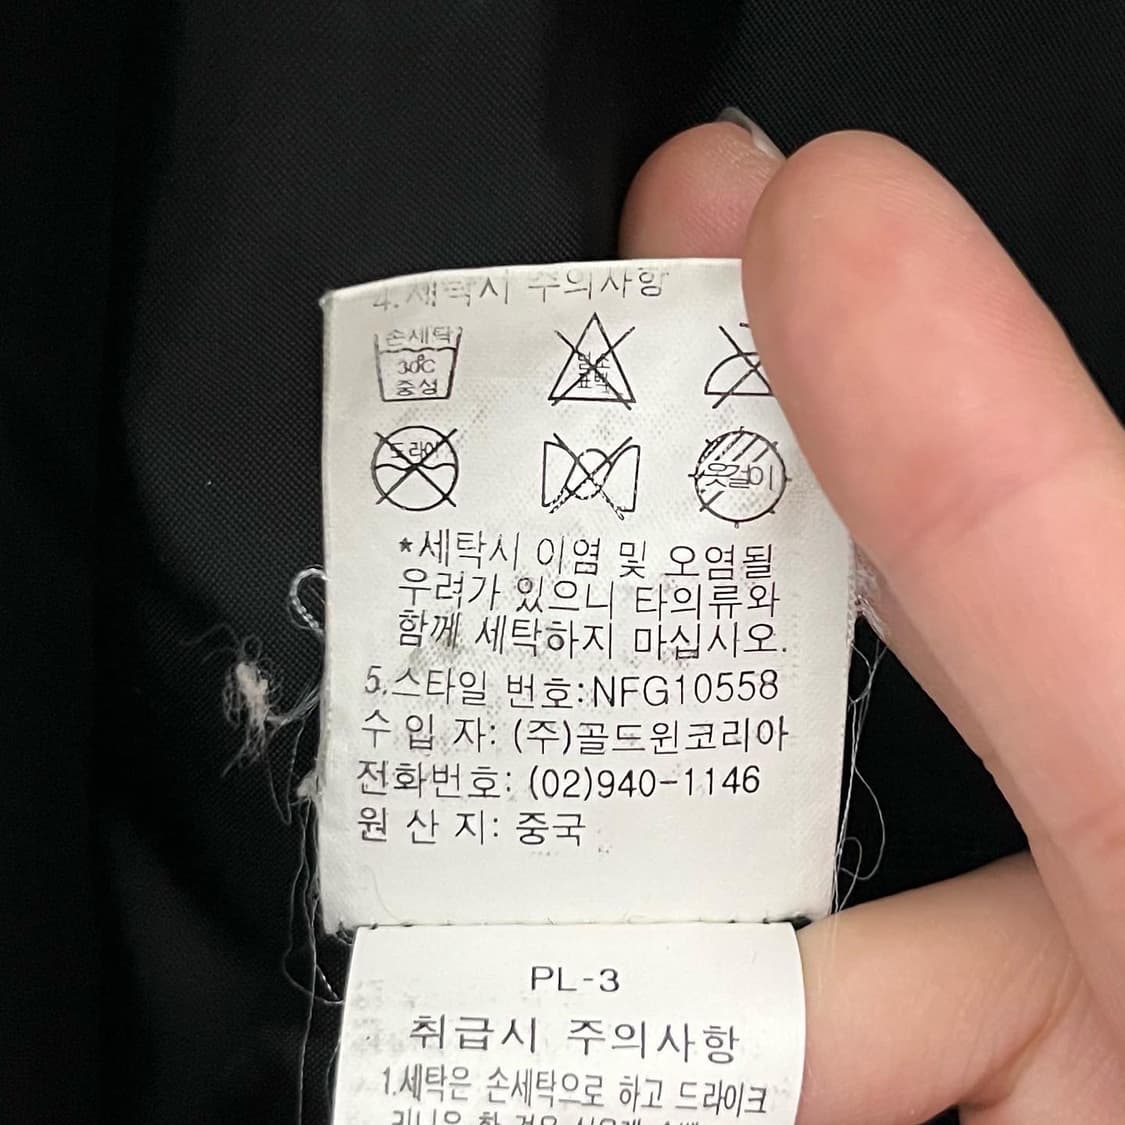 4.세탁시 주의사항
손세탁
30℃
중성
염소
표백
드라이
옷걸이
*세탁시 이염 및 오염될
우려가 있으니 타의류와
함께 세탁하지 마십시오.
5.스타일 번호:NFG10558
수 입 자: (주)골드윈코리아
전화번호: (02)940-1146
원 산 지: 중국
PL-3
취급시 주의사항
1.세탁은 손세탁으로 하고 드라이크